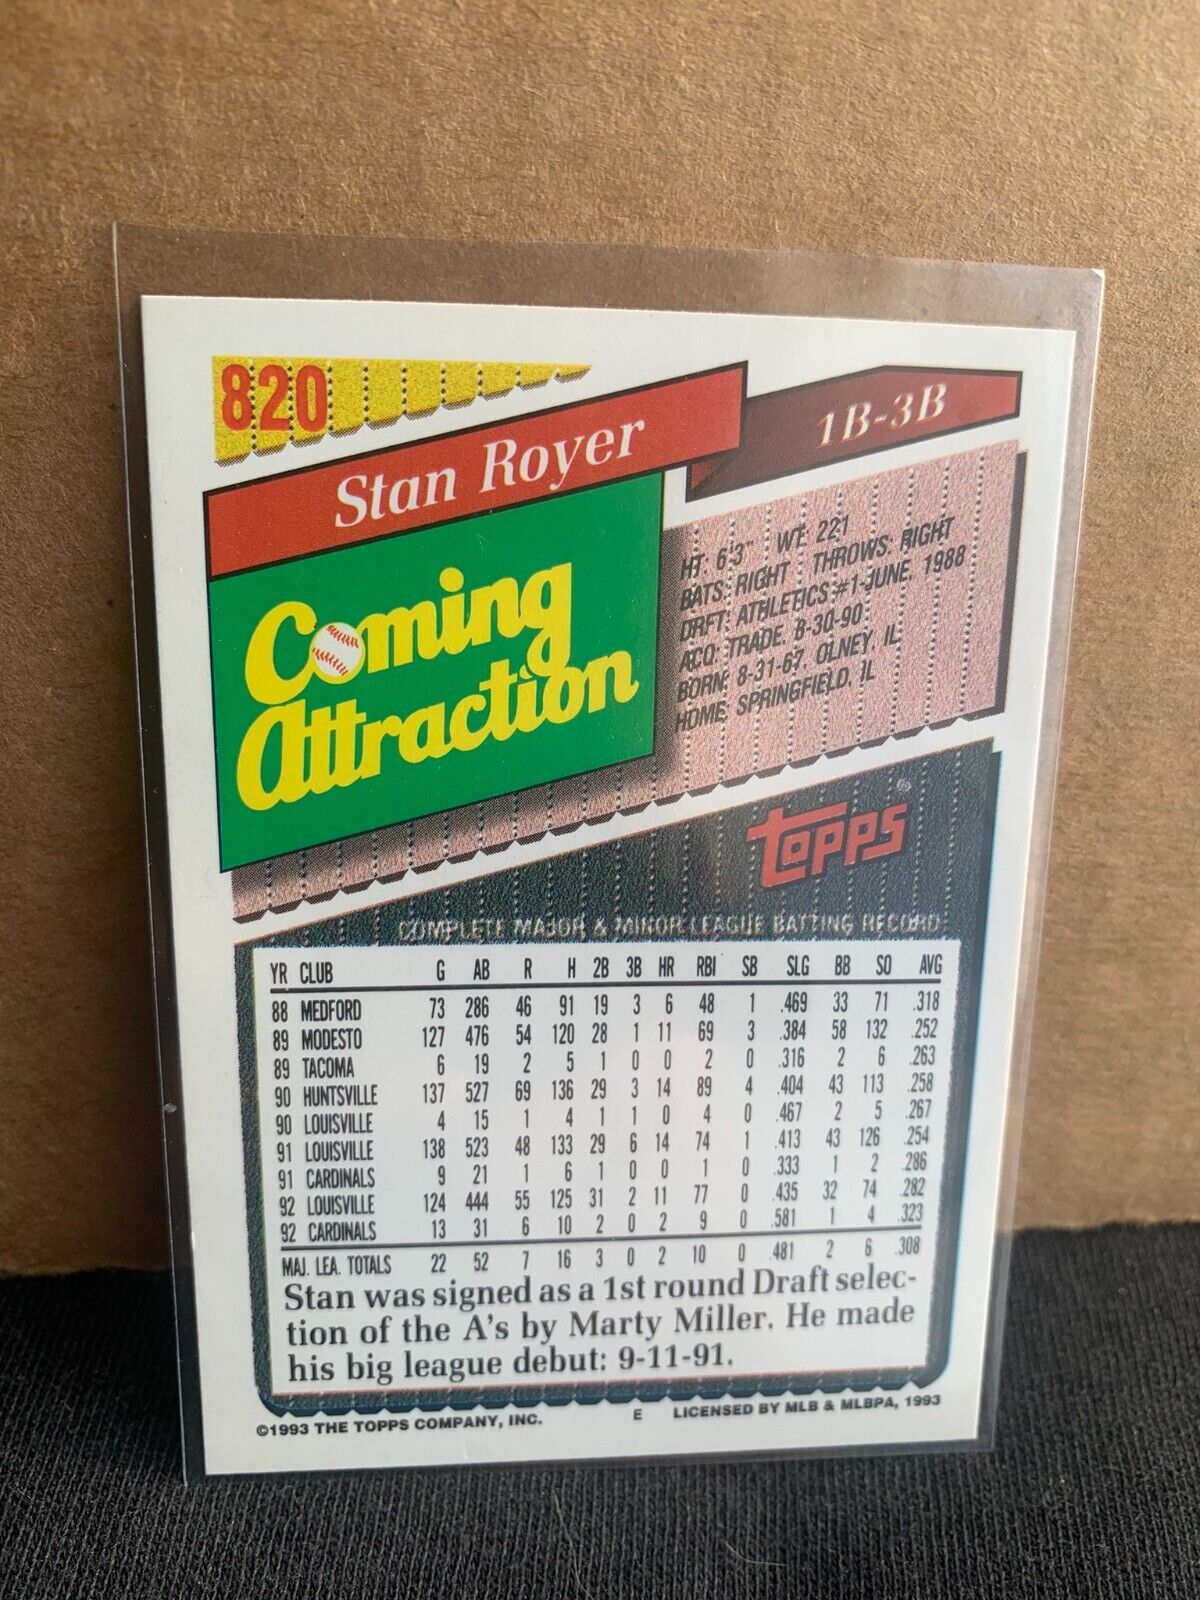 820
Stan Royer
1B-3B
Coming
Attraction
HT: 6'3" WT: 221
BATS: RIGHT THROWS: RIGHT
DRFT: ATHLETICS #1-JUNE, 1988
ACQ: TRADE, 8-30-90
BORN: 8-31-67, OLNEY, IL
HOME: SPRINGFIELD, IL
Topps®
COMPLETE MAJOR & MINOR LEAGUE BATTING RECORD
YR CLUB G AB R H 2B 3B HR RBI SB SLG BB SO AVG
88 MEDFORD 73 286 46 91 19 3 6 48 1 .469 33 71 .318
89 MODESTO 127 476 54 120 28 1 11 69 3 .384 58 132 .252
89 TACOMA 6 19 2 5 1 0 0 2 0 .316 2 6 .263
90 HUNTSVILLE 137 527 69 136 29 3 14 89 4 .404 43 113 .258
90 LOUISVILLE 4 15 1 4 1 1 0 4 0 .467 2 5 .267
91 LOUISVILLE 138 523 48 133 29 6 14 74 1 .413 43 126 .254
91 CARDINALS 9 21 1 6 1 0 0 1 0 .333 1 2 .286
92 LOUISVILLE 124 444 55 125 31 2 11 77 0 .435 32 74 .282
92 CARDINALS 13 31 6 10 2 0 2 9 0 .581 1 4 .323
MAJ. LEA. TOTALS 22 52 7 16 3 0 2 10 0 .481 2 6 .308
Stan was signed as a 1st round Draft selec-
tion of the A's by Marty Miller. He made
his big league debut: 9-11-91.
©1993 THE TOPPS COMPANY, INC. E LICENSED BY MLB & MLBPA, 1993